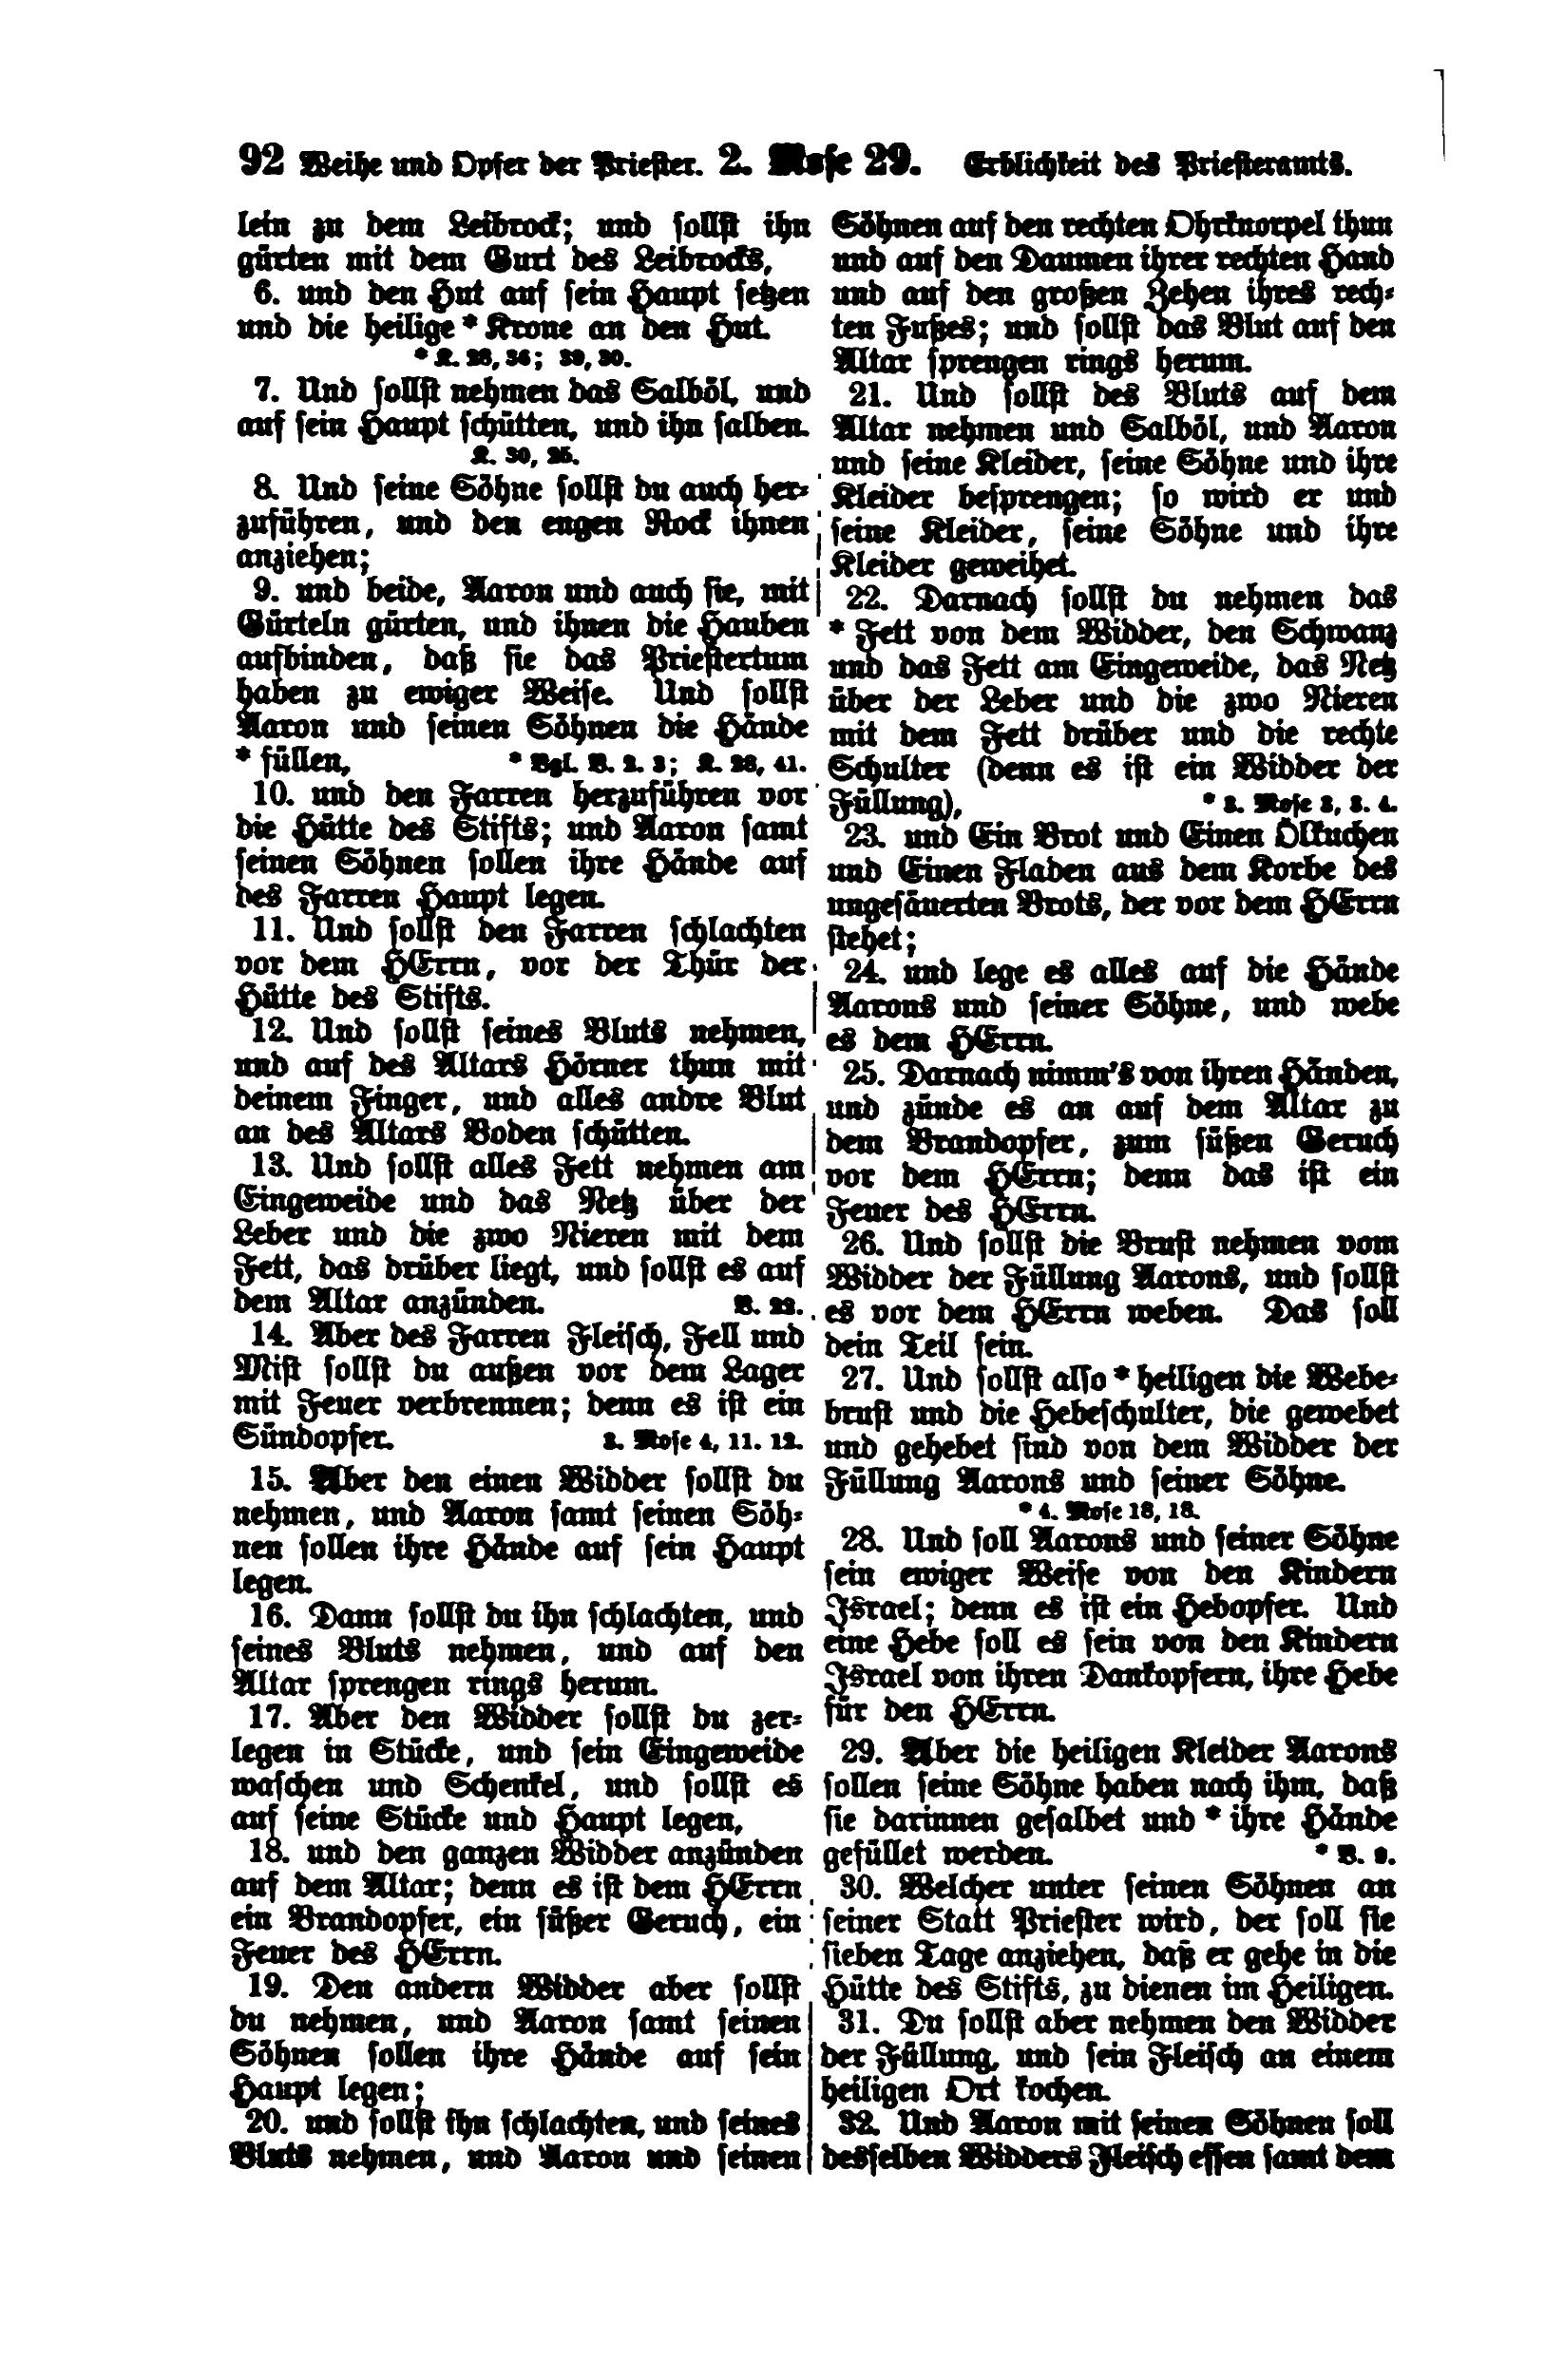 92 Weihe und Opfer der Priester. 2. Mose 29. Erblichkeit des Priesteramts.
lein zu dem Leibrock; und sollst ihn
gürten mit dem Gurt des Leibrocks,
6. und den Hut auf sein Haupt setzen
und die heilige * Krone an den Hut.
* K. 28, 36; 39, 30.
7. Und sollst nehmen das Salböl, und
auf sein Haupt schütten, und ihn salben.
K. 30, 25.
8. Und seine Söhne sollst du auch her-
zuführen, und den engen Rock ihnen
anziehen;
9. und beide, Aaron und auch sie, mit
Gürteln gürten, und ihnen die Hauben
aufbinden, daß sie das Priestertum
haben zu ewiger Weise. Und sollst
Aaron und seinen Söhnen die Hände
* füllen, * Vgl. V. 2. 3; K. 28, 41.
10. und den Farren herzuführen vor
die Hütte des Stifts; und Aaron samt
seinen Söhnen sollen ihre Hände auf
des Farren Haupt legen.
11. Und sollst den Farren schlachten
vor dem HErrn, vor der Thür der
Hütte des Stifts.
12. Und sollst seines Bluts nehmen,
und auf des Altars Hörner thun mit
deinem Finger, und alles andre Blut
an des Altars Boden schütten.
13. Und sollst alles Fett nehmen am
Eingeweide und das Netz über der
Leber und die zwo Nieren mit dem
Fett, das drüber liegt, und sollst es auf
dem Altar anzünden. V. 22.
14. Aber des Farren Fleisch, Fell und
Mist sollst du außen vor dem Lager
mit Feuer verbrennen; denn es ist ein
Sündopfer. 3. Mose 4, 11. 12.
15. Aber den einen Widder sollst du
nehmen, und Aaron samt seinen Söh-
nen sollen ihre Hände auf sein Haupt
legen.
16. Dann sollst du ihn schlachten, und
seines Bluts nehmen, und auf den
Altar sprengen rings herum.
17. Aber den Widder sollst du zer-
legen in Stücke, und sein Eingeweide
waschen und Schenkel, und sollst es
auf seine Stücke und Haupt legen,
18. und den ganzen Widder anzünden
auf dem Altar; denn es ist dem HErrn
ein Brandopfer, ein süßer Geruch, ein
Feuer des HErrn.
19. Den andern Widder aber sollst
du nehmen, und Aaron samt seinen
Söhnen sollen ihre Hände auf sein
Haupt legen;
20. und sollst ihn schlachten, und seines
Bluts nehmen, und Aaron und seinen
Söhnen auf den rechten Ohrknorpel thun
und auf den Daumen ihrer rechten Hand
und auf den großen Zehen ihres rech-
ten Fußes; und sollst das Blut auf den
Altar sprengen rings herum.
21. Und sollst des Bluts auf dem
Altar nehmen und Salböl, und Aaron
und seine Kleider, seine Söhne und ihre
Kleider besprengen; so wird er und
seine Kleider, seine Söhne und ihre
Kleider geweihet.
22. Darnach sollst du nehmen das
* Fett von dem Widder, den Schwanz
und das Fett am Eingeweide, das Netz
über der Leber und die zwo Nieren
mit dem Fett drüber und die rechte
Schulter (denn es ist ein Widder der
Füllung), * 3. Mose 3, 3. 4.
23. und Ein Brot und Einen Ölkuchen
und Einen Fladen aus dem Korbe des
ungesäuerten Brots, der vor dem HErrn
stehet;
24. und lege es alles auf die Hände
Aarons und seiner Söhne, und webe
es dem HErrn.
25. Darnach nimm's von ihren Händen,
und zünde es an auf dem Altar zu
dem Brandopfer, zum süßen Geruch
vor dem HErrn; denn das ist ein
Feuer des HErrn.
26. Und sollst die Brust nehmen vom
Widder der Füllung Aarons, und sollst
es vor dem HErrn weben. Das soll
dein Teil sein.
27. Und sollst also * heiligen die Webe-
brust und die Hebeschulter, die gewebet
und gehebet sind von dem Widder der
Füllung Aarons und seiner Söhne.
* 4. Mose 18, 18.
28. Und soll Aarons und seiner Söhne
sein ewiger Weise von den Kindern
Israel; denn es ist ein Hebopfer. Und
eine Hebe soll es sein von den Kindern
Israel von ihren Dankopfern, ihre Hebe
für den HErrn.
29. Aber die heiligen Kleider Aarons
sollen seine Söhne haben nach ihm, daß
sie darinnen gesalbet und * ihre Hände
gefüllet werden. * V. 9.
30. Welcher unter seinen Söhnen an
seiner Statt Priester wird, der soll sie
sieben Tage anziehen, daß er gehe in die
Hütte des Stifts, zu dienen im Heiligen.
31. Du sollst aber nehmen den Widder
der Füllung, und sein Fleisch an einem
heiligen Ort kochen.
32. Und Aaron mit seinen Söhnen soll
desselben Widders Fleisch essen samt dem